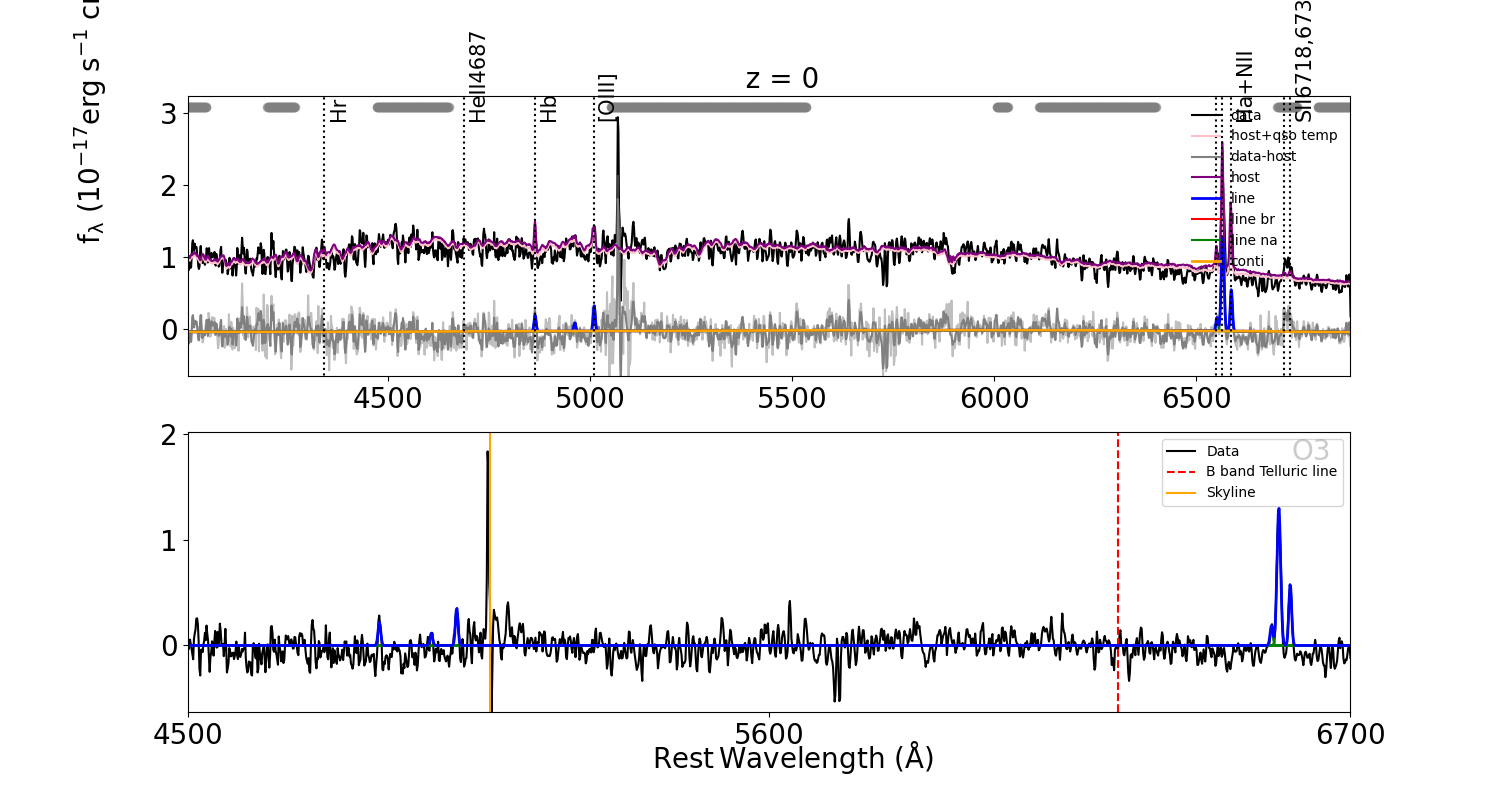 z = 0
f_λ (10^−17 erg s^−1
Hr
HeII4687
Hb
[OIII]
Ha+NII
SII6718,673
data
host+qso temp
data-host
host
line
line br
line na
conti
3
2
1
0
4500 5000 5500 6000 6500
O3
Data
B band Telluric line
Skyline
2
1
0
4500 5600 6700
Rest Wavelength (Å)